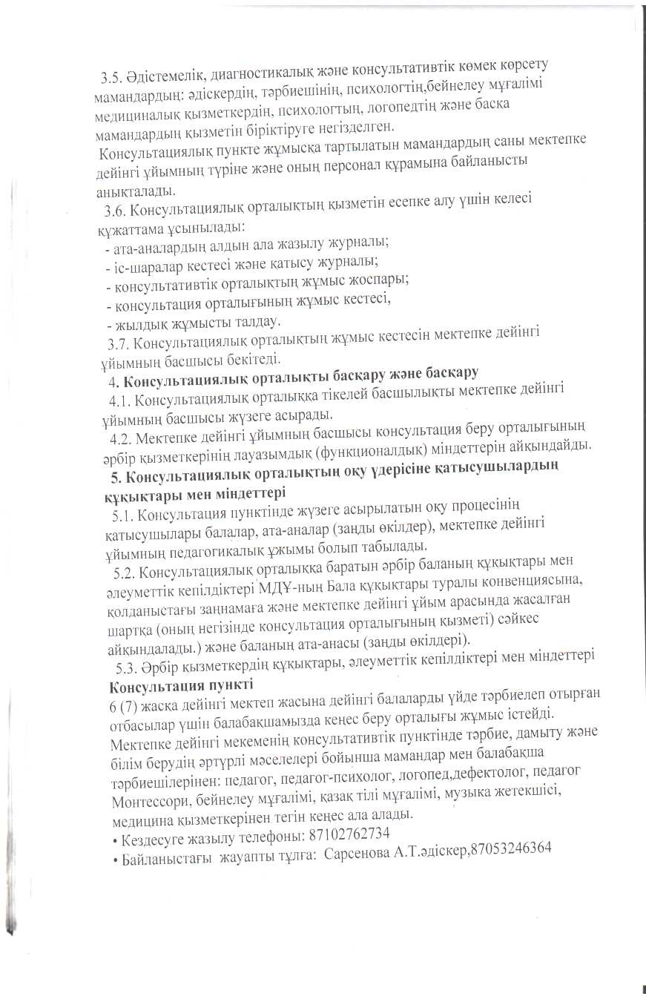 3.5. Әдістемелік, диагностикалық және консультативтік көмек көрсету
мамандардың: әдіскердің, тәрбиешінің, психологтің,бейнелеу мұғалімі
медициналық қызметкердің, психологтың, логопедтің және басқа
мамандардың қызметін біріктіруге негізделген.
Консультациялық пункте жұмысқа тартылатын мамандардың саны мектепке
дейінгі ұйымның түріне және оның персонал құрамына байланысты
анықталады.
3.6. Консультациялық орталықтың қызметін есепке алу үшін келесі
құжаттама ұсынылады:
- ата-аналардың алдын ала жазылу журналы;
- іс-шаралар кестесі және қатысу журналы;
- консультативтік орталықтың жұмыс жоспары;
- консультация орталығының жұмыс кестесі,
- жылдық жұмысты талдау.
3.7. Консультациялық орталықтың жұмыс кестесін мектепке дейінгі
ұйымның басшысы бекітеді.
4. Консультациялық орталықты басқару және басқару
4.1. Консультациялық орталыққа тікелей басшылықты мектепке дейінгі
ұйымның басшысы жүзеге асырады.
4.2. Мектепке дейінгі ұйымның басшысы консультация беру орталығының
әрбір қызметкерінің лауазымдық (функционалдық) міндеттерін айқындайды.
5. Консультациялық орталықтың оқу үдерісіне қатысушылардың
құқықтары мен міндеттері
5.1. Консультация пунктінде жүзеге асырылатын оқу процесінің
қатысушылары балалар, ата-аналар (заңды өкілдер), мектепке дейінгі
ұйымның педагогикалық ұжымы болып табылады.
5.2. Консультациялық орталыққа баратын әрбір баланың құқықтары мен
әлеуметтік кепілдіктері МДҰ-ның Бала құқықтары туралы конвенциясына,
қолданыстағы заңнамаға және мектепке дейінгі ұйым арасында жасалған
шартқа (оның негізінде консультация орталығының қызметі) сәйкес
айқындалады.) және баланың ата-анасы (заңды өкілдері).
5.3. Әрбір қызметкердің құқықтары, әлеуметтік кепілдіктері мен міндеттері
Консультация пункті
6 (7) жасқа дейінгі мектеп жасына дейінгі балаларды үйде тәрбиелеп отырған
отбасылар үшін балабақшамызда кеңес беру орталығы жұмыс істейді.
Мектепке дейінгі мекеменің консультативтік пунктінде тәрбие, дамыту және
білім берудің әртүрлі мәселелері бойынша мамандар мен балабақша
тәрбиешілерінен: педагог, педагог-психолог, логопед,дефектолог, педагог
Монтессори, бейнелеу мұғалімі, қазақ тілі мұғалімі, музыка жетекшісі,
медицина қызметкерінен тегін кеңес ала алады.
• Кездесуге жазылу телефоны: 87102762734
• Байланыстағы жауапты тұлға: Сарсенова А.Т.әдіскер,87053246364